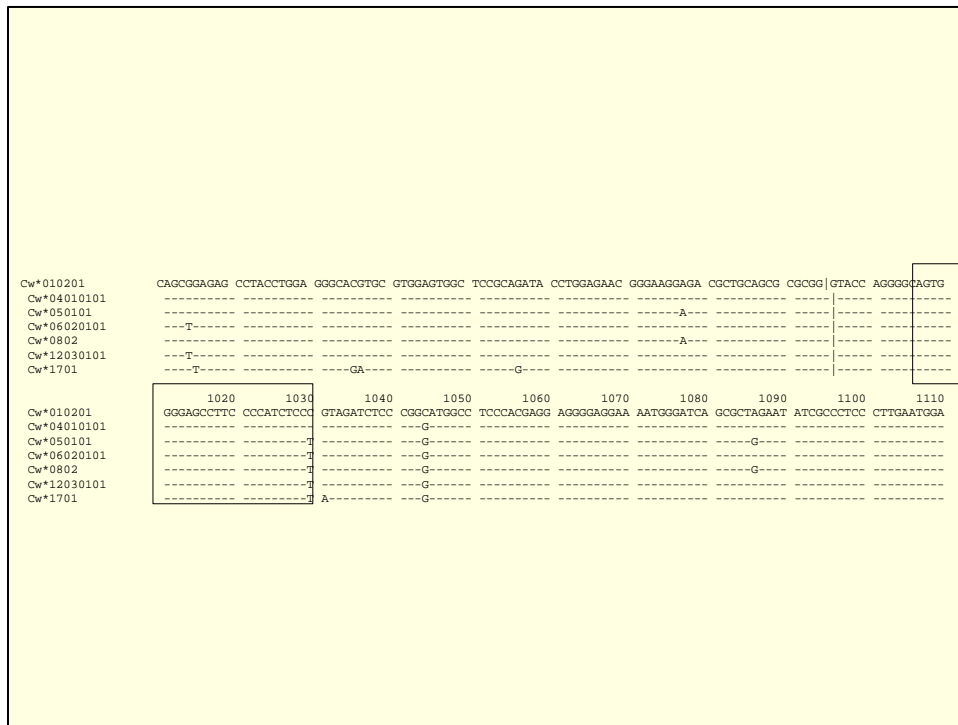 Cw*010201 CAGCGGAGAG CCTACCTGGA GGGCACGTGC GTGGAGTGGC TCCGCAGATA CCTGGAGAAC GGGAAGGAGA CGCTGCAGCG CGCGG|GTACC AGGGGCAGTG
Cw*04010101 ---------- ---------- ---------- ---------- ---------- ---------- ---------- ---------- -----|----- ----------
Cw*050101 ---------- ---------- ---------- ---------- ---------- ---------- ------A--- ---------- -----|----- ----------
Cw*06020101 ---T------ ---------- ---------- ---------- ---------- ---------- ---------- ---------- -----|----- ----------
Cw*0802 ---------- ---------- ---------- ---------- ---------- ---------- ------A--- ---------- -----|----- ----------
Cw*12030101 ---T------ ---------- ---------- ---------- ---------- ---------- ---------- ---------- -----|----- ----------
Cw*1701 ----T----- ---------- ----GA---- ---------- -----G---- ---------- ---------- ---------- -----|----- ----------
1020 1030 1040 1050 1060 1070 1080 1090 1100 1110
Cw*010201 GGGAGCCTTC CCCATCTCCC GTAGATCTCC CGGCATGGCC TCCCACGAGG AGGGGAGGAA AATGGGATCA GCGCTAGAAT ATCGCCCTCC CTTGAATGGA
Cw*04010101 ---------- ---------- ---------- ---G------ ---------- ---------- ---------- ---------- ---------- ----------
Cw*050101 ---------- ---------T ---------- ---G------ ---------- ---------- ---------- -----G---- ---------- ----------
Cw*06020101 ---------- ---------T ---------- ---G------ ---------- ---------- ---------- ---------- ---------- ----------
Cw*0802 ---------- ---------T ---------- ---G------ ---------- ---------- ---------- -----G---- ---------- ----------
Cw*12030101 ---------- ---------T ---------- ---G------ ---------- ---------- ---------- ---------- ---------- ----------
Cw*1701 ---------- ---------T A--------- ---G------ ---------- ---------- ---------- ---------- ---------- ----------